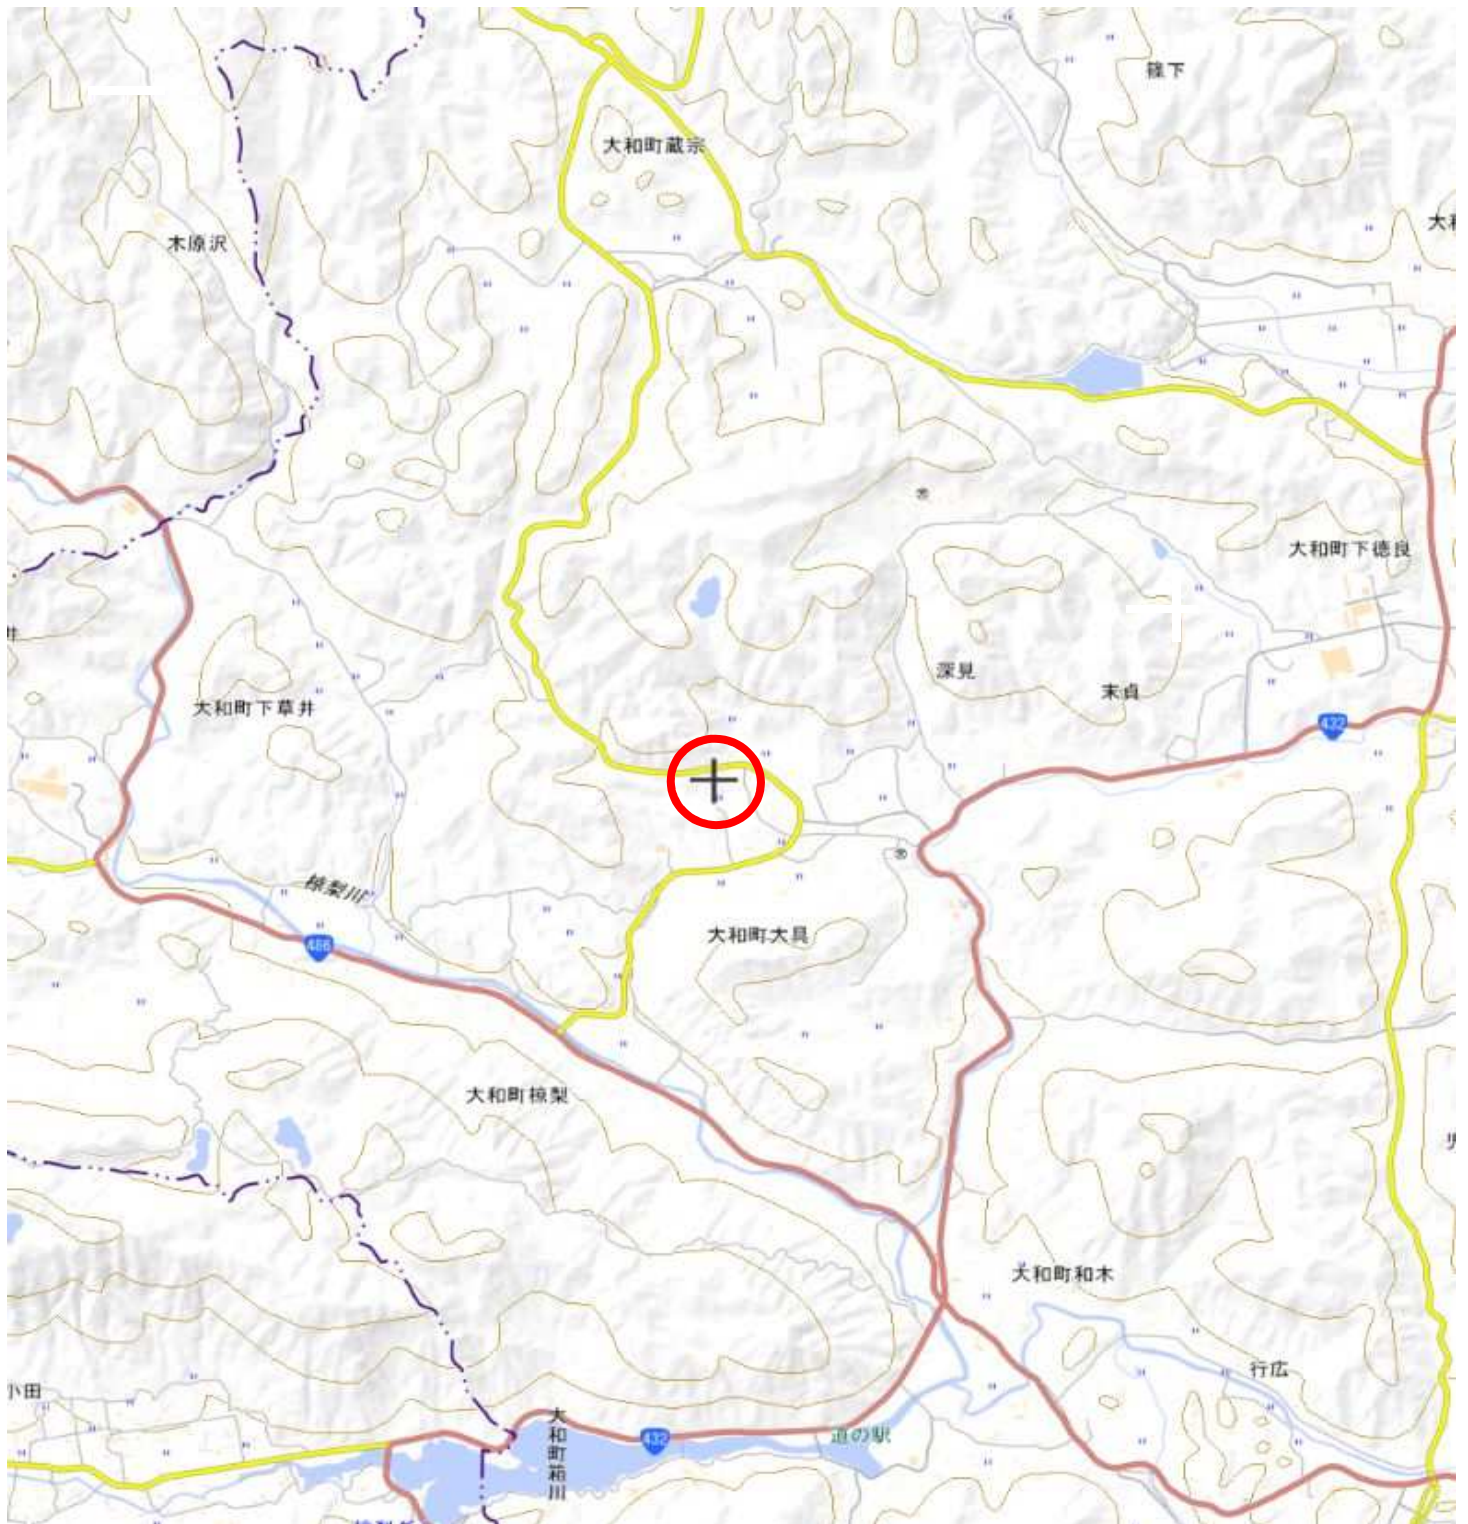 篠下
大和町蔵宗
木原沢
大和町下徳良
深見
末貞
大和町下草井
432
椋梨川
大和町大具
486
大和町椋梨
大和町和木
行広
小田
大和町箱川
432
道の駅